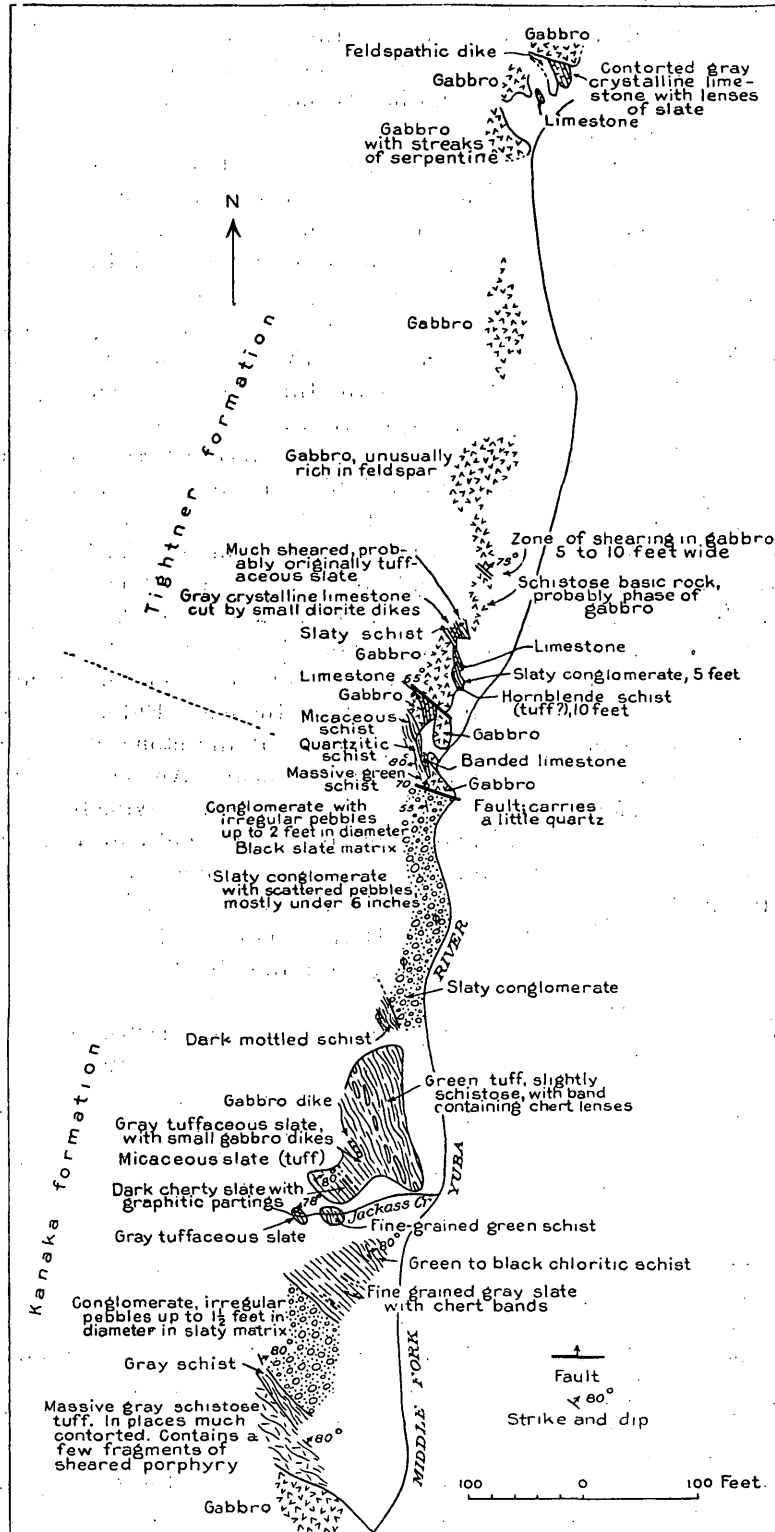 Gabbro
Feldspathic dike
Gabbro
Contorted gray
crystalline lime-
stone with lenses
of slate
Limestone
Gabbro
with streaks
of serpentine
N
Gabbro
Tightner formation
Gabbro, unusually
rich in feldspar
Zone of shearing in gabbro
5 to 10 feet wide
75°
Much sheared, prob-
ably originally tuff-
aceous slate
Schistose basic rock,
probably phase of
gabbro
Gray crystalline limestone
cut by small diorite dikes
Slaty schist
Gabbro
Limestone
Limestone
55
Slaty conglomerate, 5 feet
Gabbro
Hornblende schist
(tuff?), 10 feet
Micaceous
schist
Gabbro
Quartzitic
schist
80
Banded limestone
Massive green
schist
70
Gabbro
55
Fault; carries
a little quartz
Conglomerate with
irregular pebbles
up to 2 feet in diameter
Black slate matrix
Slaty conglomerate
with scattered pebbles,
mostly under 6 inches
RIVER
Slaty conglomerate
Dark mottled schist
Kanaka formation
Gabbro dike
Green tuff, slightly
schistose, with band
containing chert lenses
Gray tuffaceous slate,
with small gabbro dikes
Micaceous slate (tuff)
80°
Dark cherty slate with
graphitic partings
78°
YUBA
Jackass Cr.
Gray tuffaceous slate
Fine-grained green schist
80°
Green to black chloritic schist
Fine grained gray slate
with chert bands
Conglomerate, irregular
pebbles up to 1½ feet in
diameter in slaty matrix
80°
Gray schist
Fault
80°
Strike and dip
Massive gray schistose
tuff. In places much
contorted. Contains a
few fragments of
sheared porphyry
80°
MIDDLE FORK
Gabbro
100 0 100 Feet